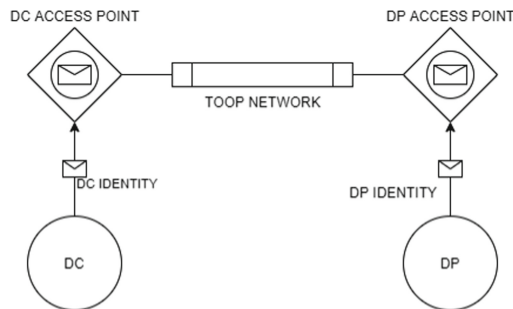 DC ACCESS POINT
DP ACCESS POINT
TOOP NETWORK
DC IDENTITY
DP IDENTITY
DC
DP